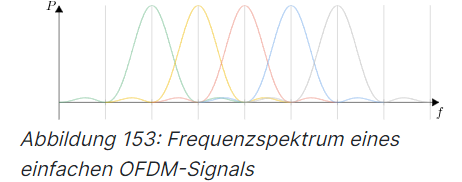 P
f
Abbildung 153: Frequenzspektrum eines
einfachen OFDM-Signals